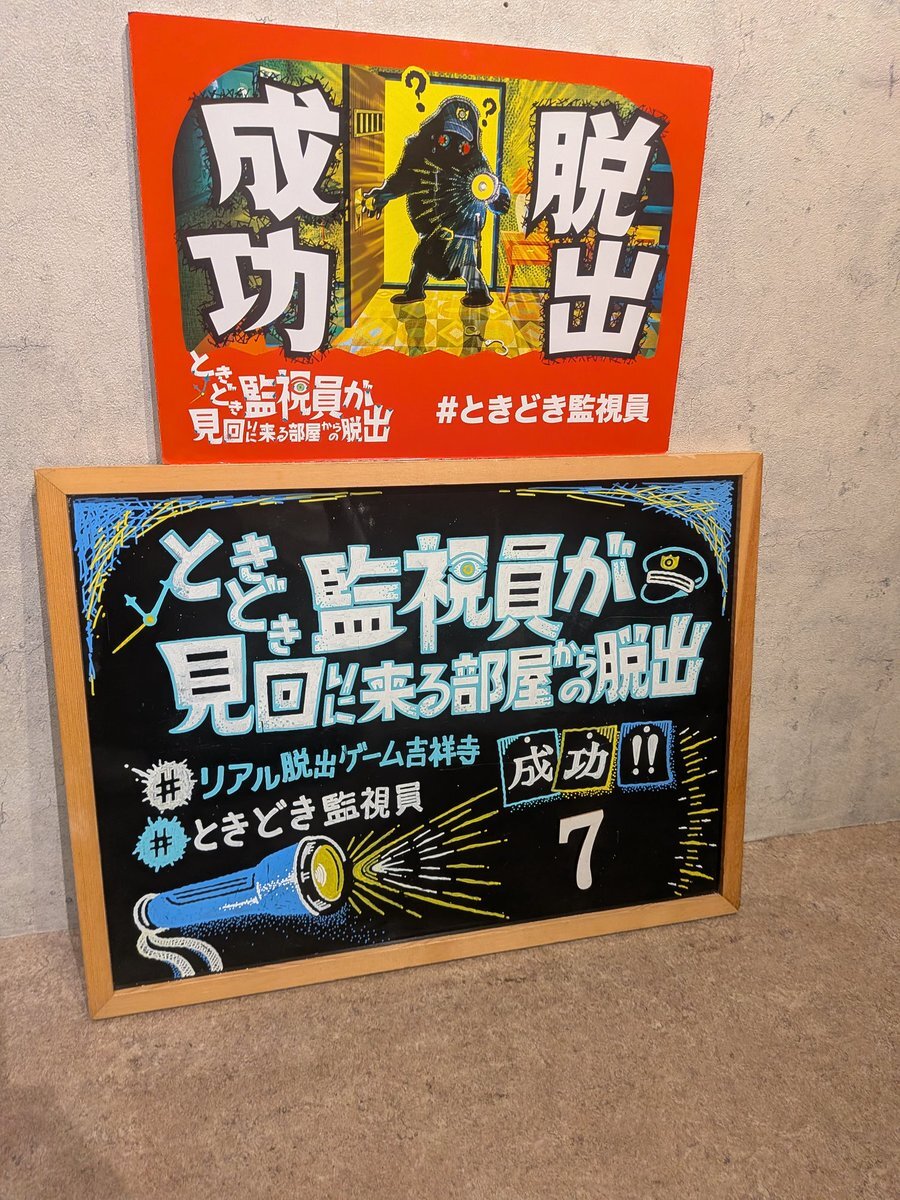 脱出
成功
? ?
ときどき監視員が
見回りに来る部屋からの脱出
#ときどき監視員
ときどき監視員が
見回りに来る部屋からの脱出
#リアル脱出ゲーム吉祥寺
#ときどき監視員
成功!!
7